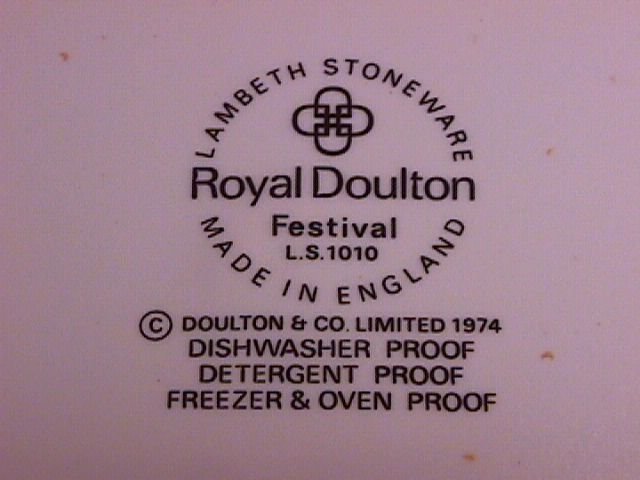 LAMBETH STONEWARE
Royal Doulton
Festival
L.S.1010
MADE IN ENGLAND
© DOULTON & CO. LIMITED 1974
DISHWASHER PROOF
DETERGENT PROOF
FREEZER & OVEN PROOF